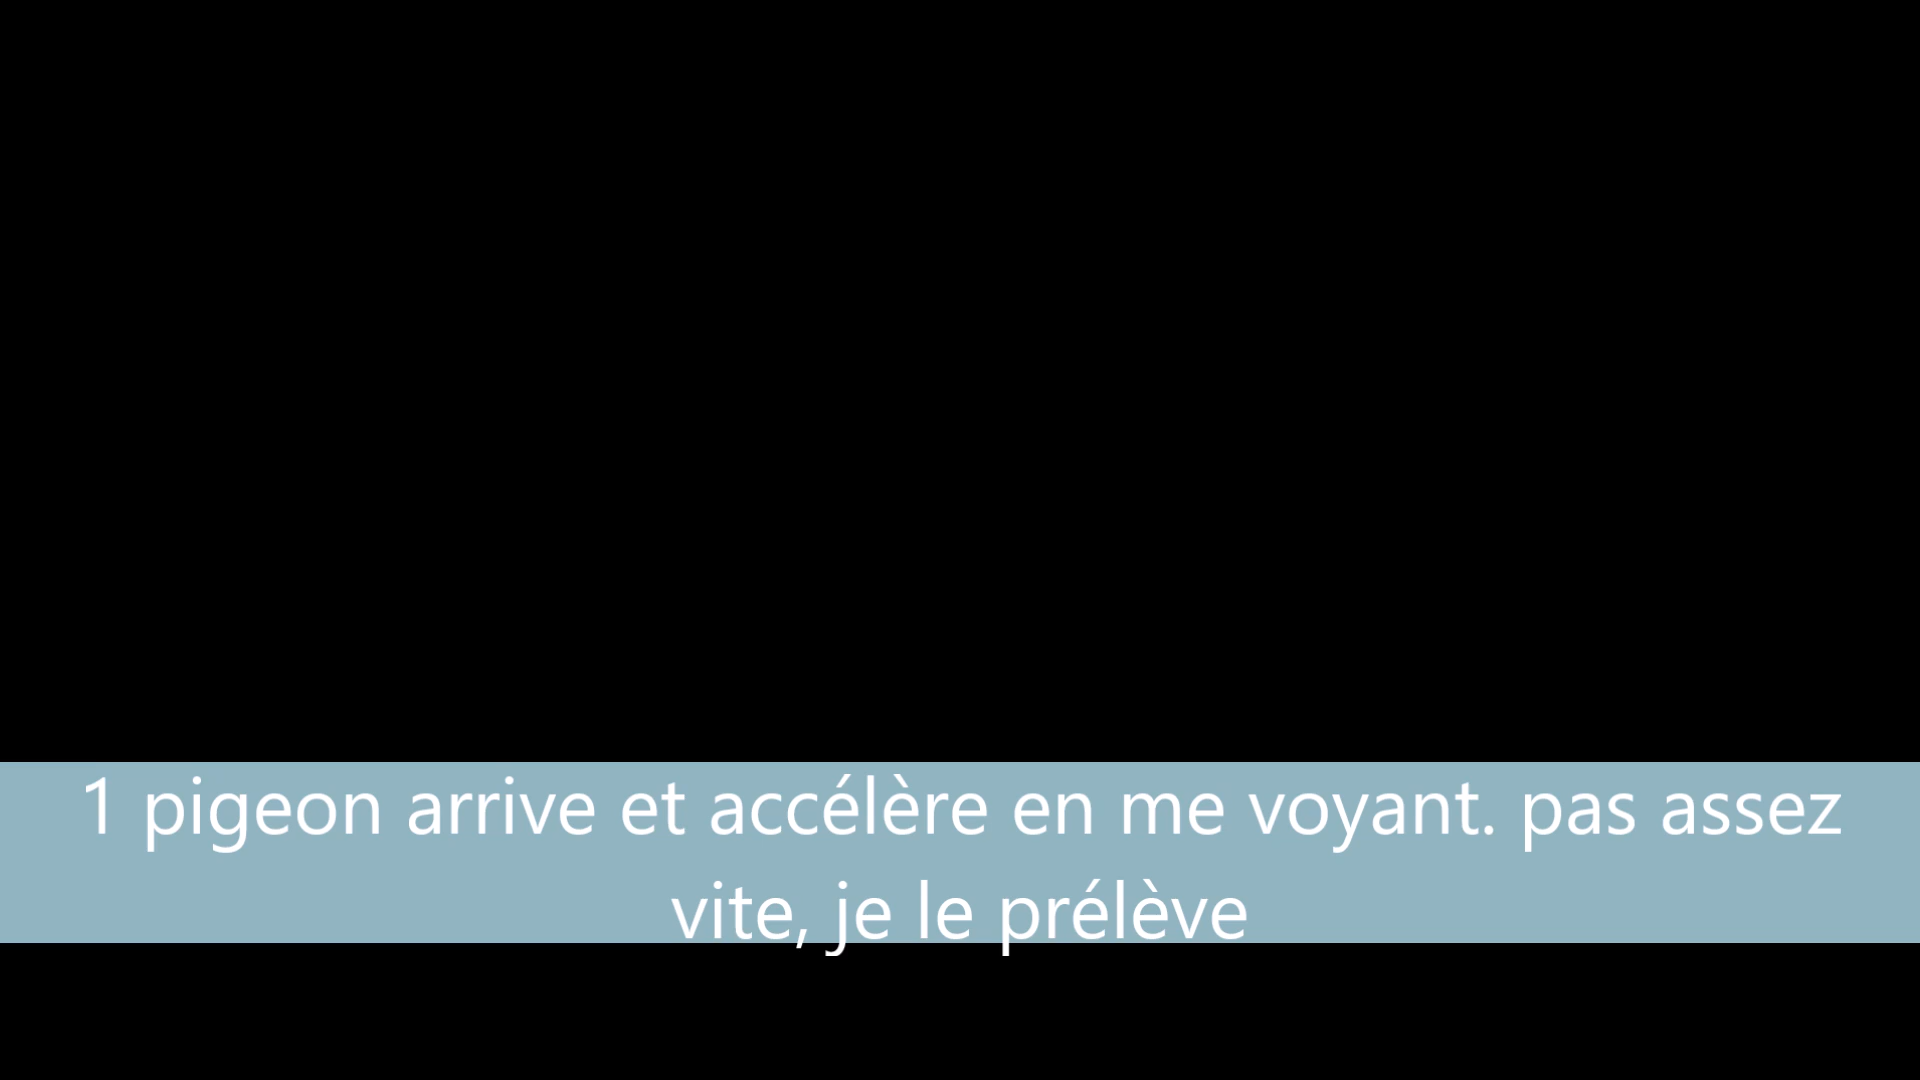 1 pigeon arrive et accélère en me voyant. pas assez
vite, je le prélève